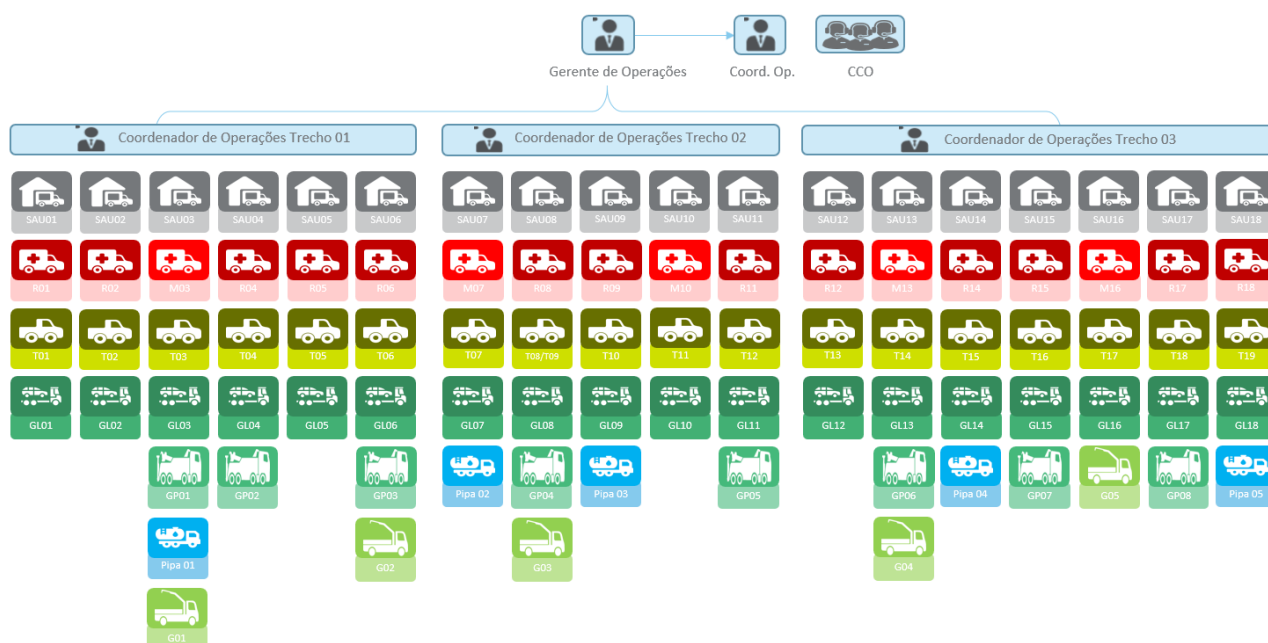 Gerente de Operações Coord. Op. CCO
Coordenador de Operações Trecho 01 Coordenador de Operações Trecho 02 Coordenador de Operações Trecho 03
SAU01 SAU02 SAU03 SAU04 SAU05 SAU06 SAU07 SAU08 SAU09 SAU10 SAU11 SAU12 SAU13 SAU14 SAU15 SAU16 SAU17 SAU18
R01 R02 M03 R04 R05 R06 M07 R08 R09 M10 R11 R12 M13 R14 R15 M16 R17 R18
T01 T02 T03 T04 T05 T06 T07 T08/T09 T10 T11 T12 T13 T14 T15 T16 T17 T18 T19
GL01 GL02 GL03 GL04 GL05 GL06 GL07 GL08 GL09 GL10 GL11 GL12 GL13 GL14 GL15 GL16 GL17 GL18
GP01 GP02 GP03 Pipa 02 GP04 Pipa 03 GP05 GP06 Pipa 04 GP07 G05 GP08 Pipa 05
Pipa 01 G02 G03 G04
G01